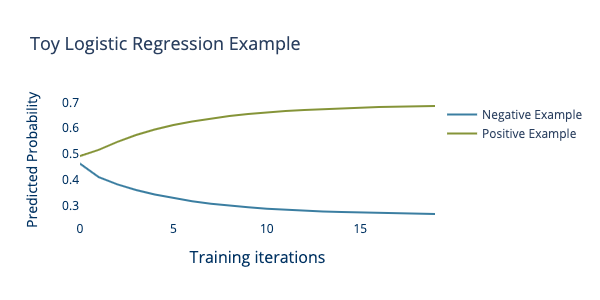 Toy Logistic Regression Example
Predicted Probability
0.7
0.6
0.5
0.4
0.3
0 5 10 15
Training iterations
Negative Example
Positive Example